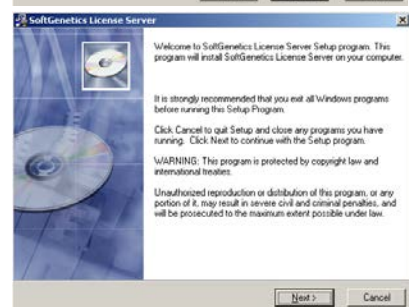 SoftGenetics License Server
Welcome to SoftGenetics License Server Setup program. This
program will install SoftGenetics License Server on your computer.
It is strongly recommended that you exit all Windows programs
before running this Setup Program.
Click Cancel to quit Setup and close any programs you have
running. Click Next to continue with the Setup program.
WARNING: This program is protected by copyright law and
international treaties.
Unauthorized reproduction or distribution of this program, or any
portion of it, may result in severe civil and criminal penalties, and
will be prosecuted to the maximum extent possible under law.
Next >
Cancel